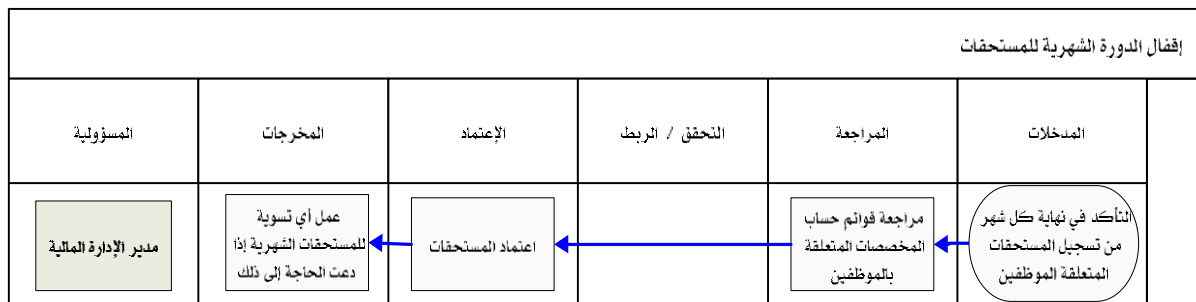 إقفال الدورة الشهرية للمستحقات
المدخلات
المراجعة
التحقق / الربط
الإعتماد
المخرجات
المسؤولية
التأكد في نهاية كل شهر
من تسجيل المستحقات
المتعلقة الموظفين
مراجعة قوائم حساب
المخصصات المتعلقة
بالموظفين
اعتماد المستحقات
عمل أي تسوية
للمستحقات الشهرية إذا
دعت الحاجة إلى ذلك
مدير الإدارة المالية